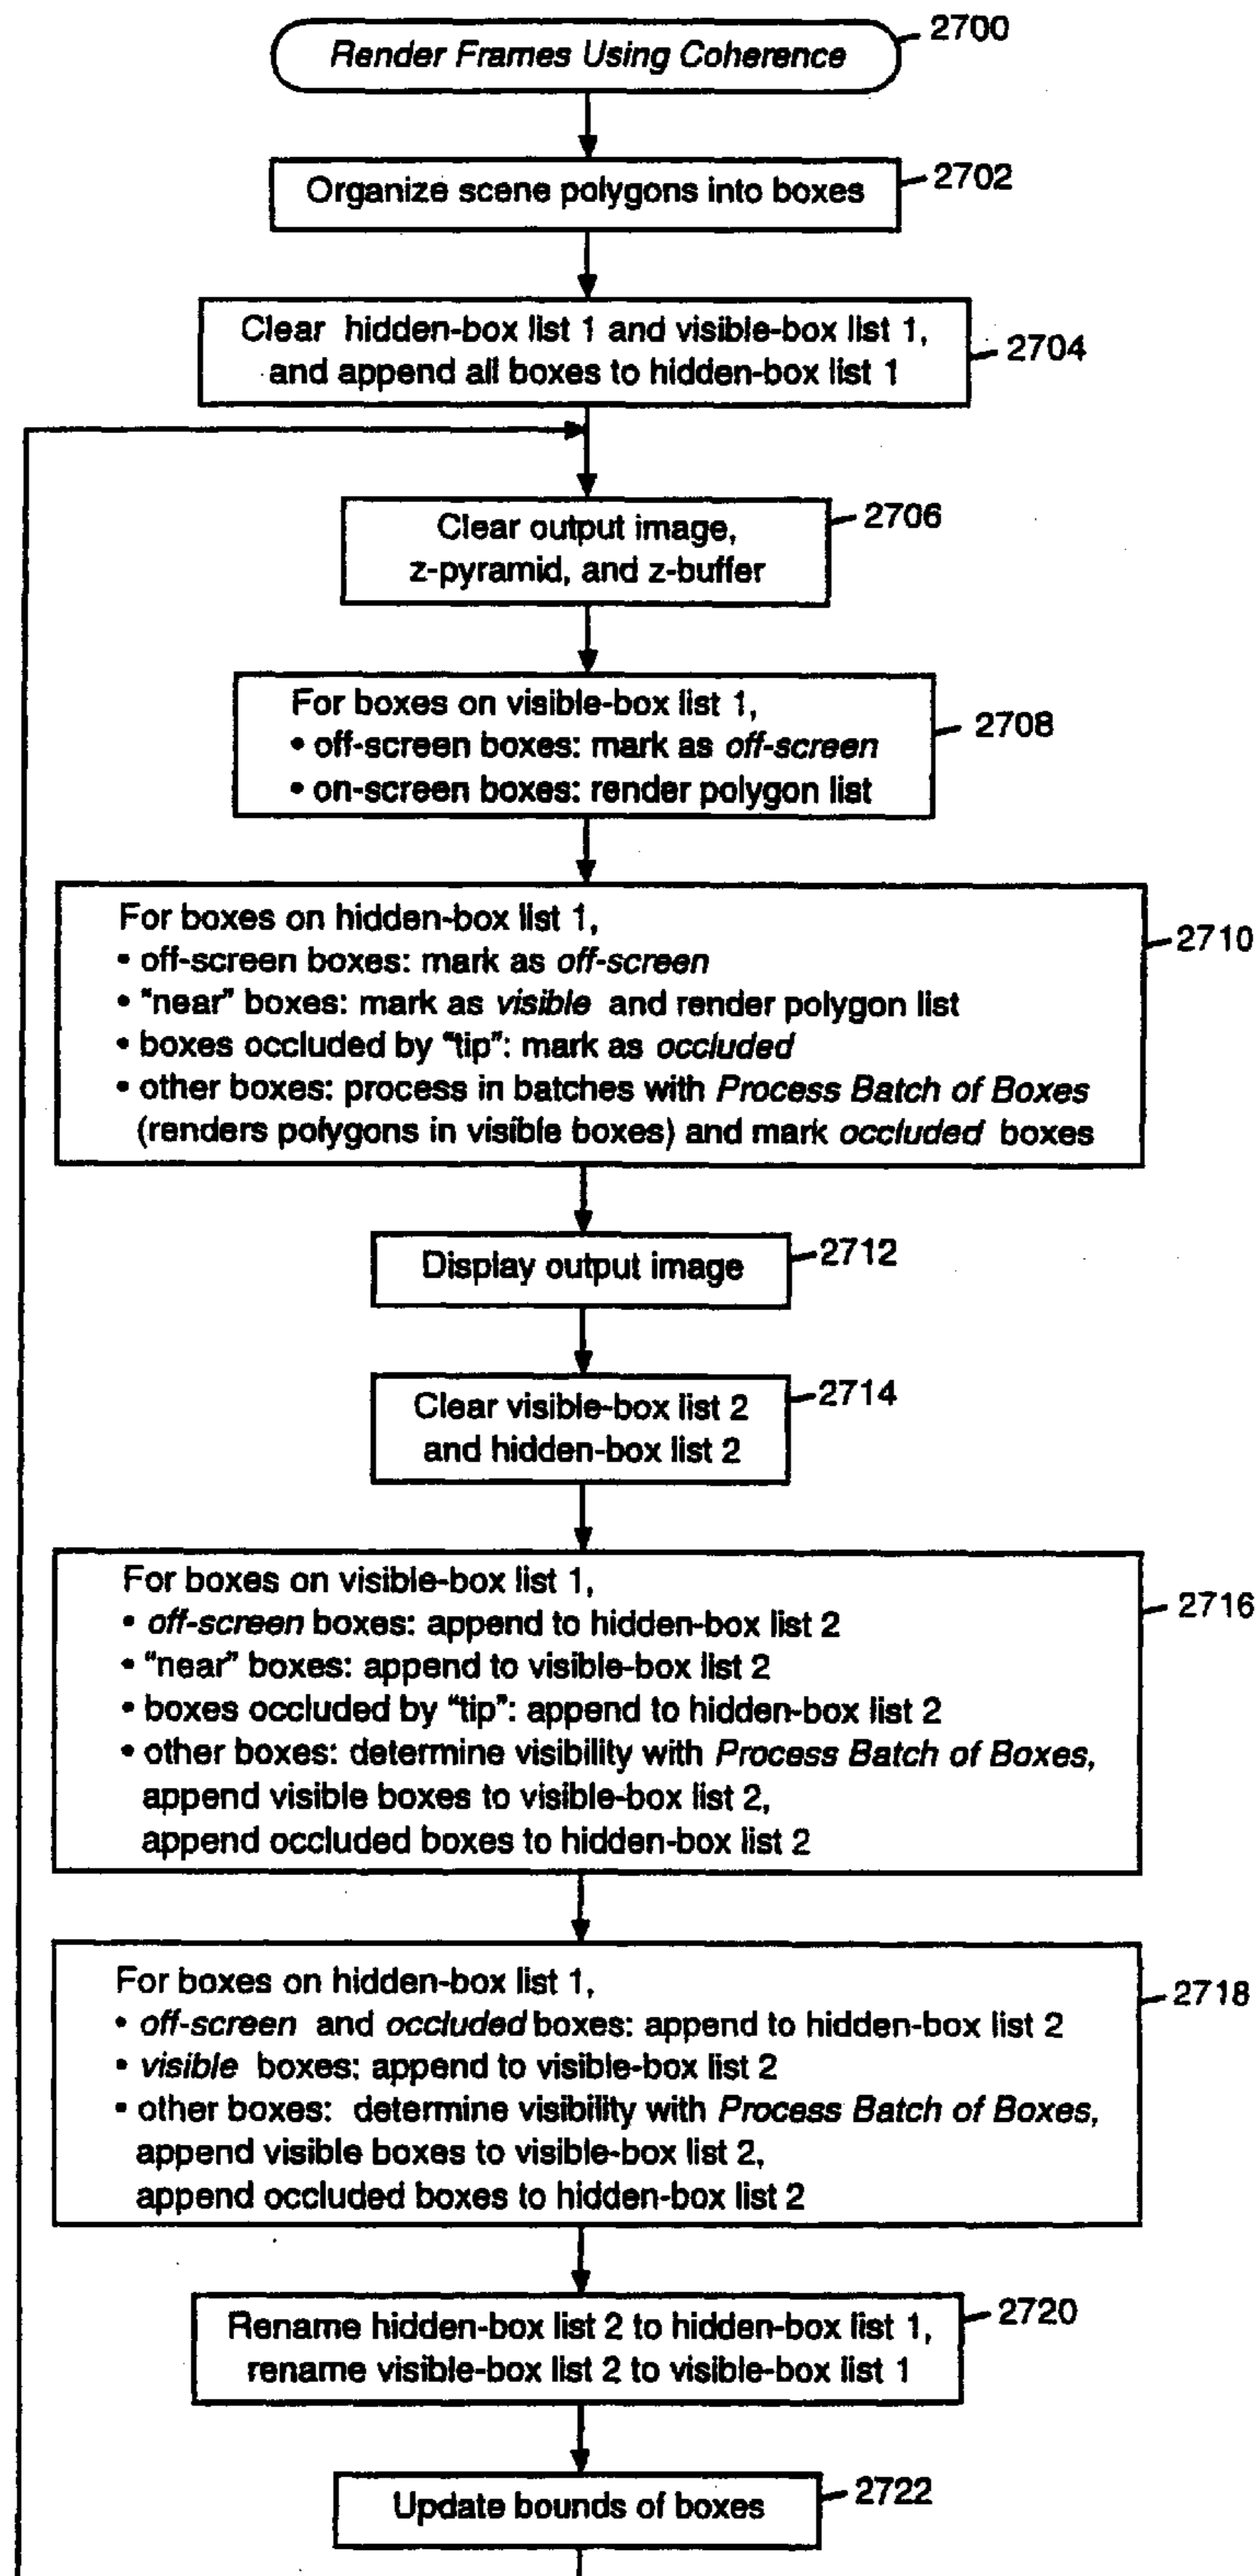 Render Frames Using Coherence
2700
Organize scene polygons into boxes
2702
Clear hidden-box list 1 and visible-box list 1,
and append all boxes to hidden-box list 1
2704
Clear output image,
z-pyramid, and z-buffer
2706
For boxes on visible-box list 1,
• off-screen boxes: mark as off-screen
• on-screen boxes: render polygon list
2708
For boxes on hidden-box list 1,
• off-screen boxes: mark as off-screen
• "near" boxes: mark as visible and render polygon list
• boxes occluded by "tip": mark as occluded
• other boxes: process in batches with Process Batch of Boxes
(renders polygons in visible boxes) and mark occluded boxes
2710
Display output image
2712
Clear visible-box list 2
and hidden-box list 2
2714
For boxes on visible-box list 1,
• off-screen boxes: append to hidden-box list 2
• "near" boxes: append to visible-box list 2
• boxes occluded by "tip": append to hidden-box list 2
• other boxes: determine visibility with Process Batch of Boxes,
append visible boxes to visible-box list 2,
append occluded boxes to hidden-box list 2
2716
For boxes on hidden-box list 1,
• off-screen and occluded boxes: append to hidden-box list 2
• visible boxes: append to visible-box list 2
• other boxes: determine visibility with Process Batch of Boxes,
append visible boxes to visible-box list 2,
append occluded boxes to hidden-box list 2
2718
Rename hidden-box list 2 to hidden-box list 1,
rename visible-box list 2 to visible-box list 1
2720
Update bounds of boxes
2722